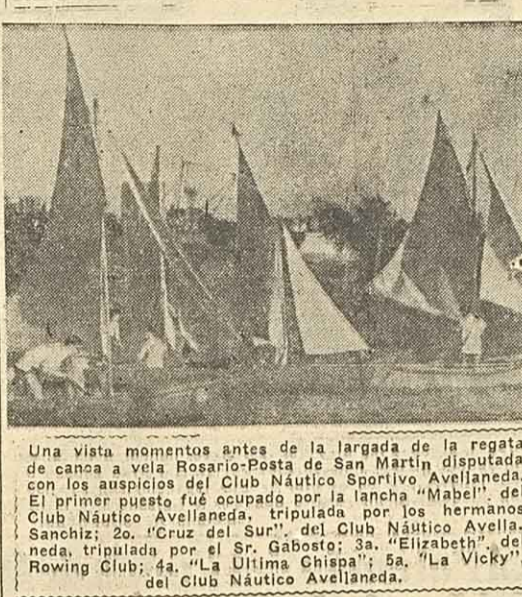 Una vista momentos antes de la largada de la regata
de canoa a vela Rosario-Posta de San Martín disputada
con los auspicios del Club Náutico Sportivo Avellaneda.
El primer puesto fué ocupado por la lancha "Mabel", del
Club Náutico Avellaneda, tripulada por los hermanos
Sanchiz; 2o. "Cruz del Sur", del Club Náutico Avella-
neda, tripulada por el Sr. Gabosto; 3a. "Elizabeth", del
Rowing Club; 4a. "La Ultima Chispa"; 5a. "La Vicky"
del Club Náutico Avellaneda.